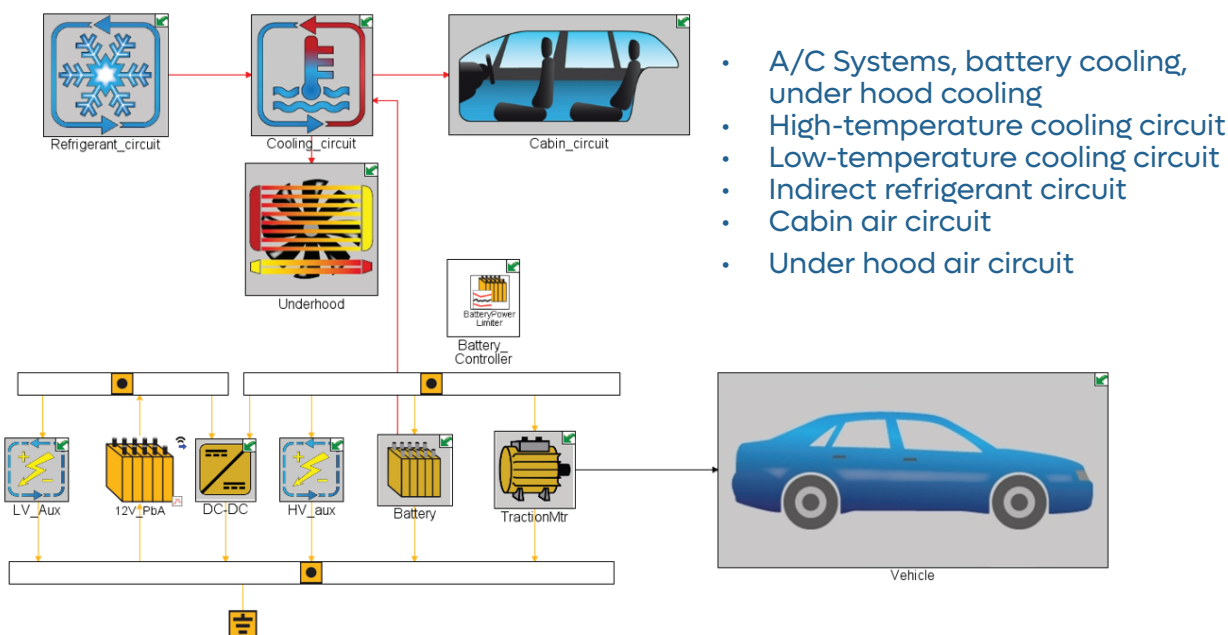 Refrigerant_circuit
Cooling_circuit
Cabin_circuit
• A/C Systems, battery cooling,
under hood cooling
• High-temperature cooling circuit
• Low-temperature cooling circuit
• Indirect refrigerant circuit
• Cabin air circuit
• Under hood air circuit
Underhood
BatteryPower
Limiter
Battery_
Controller
LV_Aux
12V_PbA
DC-DC
HV_aux
Battery
TractionMtr
Vehicle